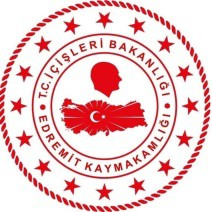 T.C. İÇİŞLERİ BAKANLIĞI
EDREMİT KAYMAKAMLIĞI